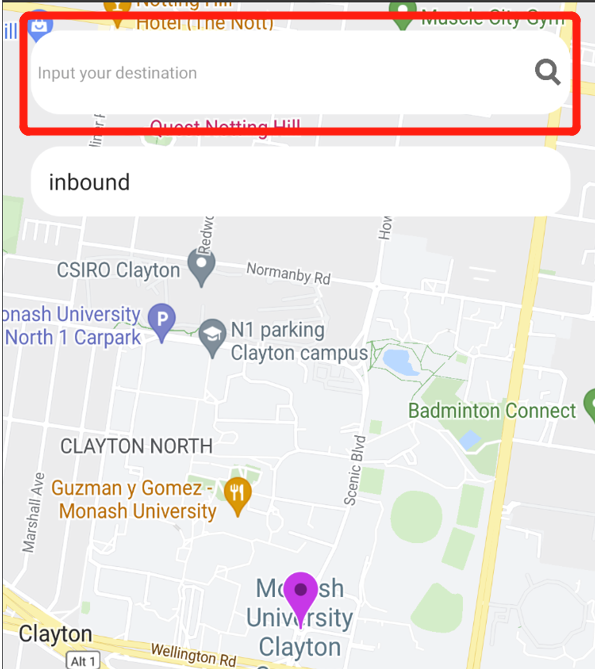 Notting Hill
Hotel (The Nott)
Muscle City Gym
ill
Input your destination
Quest Notting Hill
inbound
Redwo
How
CSIRO Clayton
Normanby Rd
onash University
North 1 Carpark
P
N1 parking
Clayton campus
Badminton Connect
CLAYTON NORTH
Scenic Blvd
Guzman y Gomez -
Monash University
Marshall Ave
Monash
University
Clayton
Clayton
Alt 1
Wellington Rd